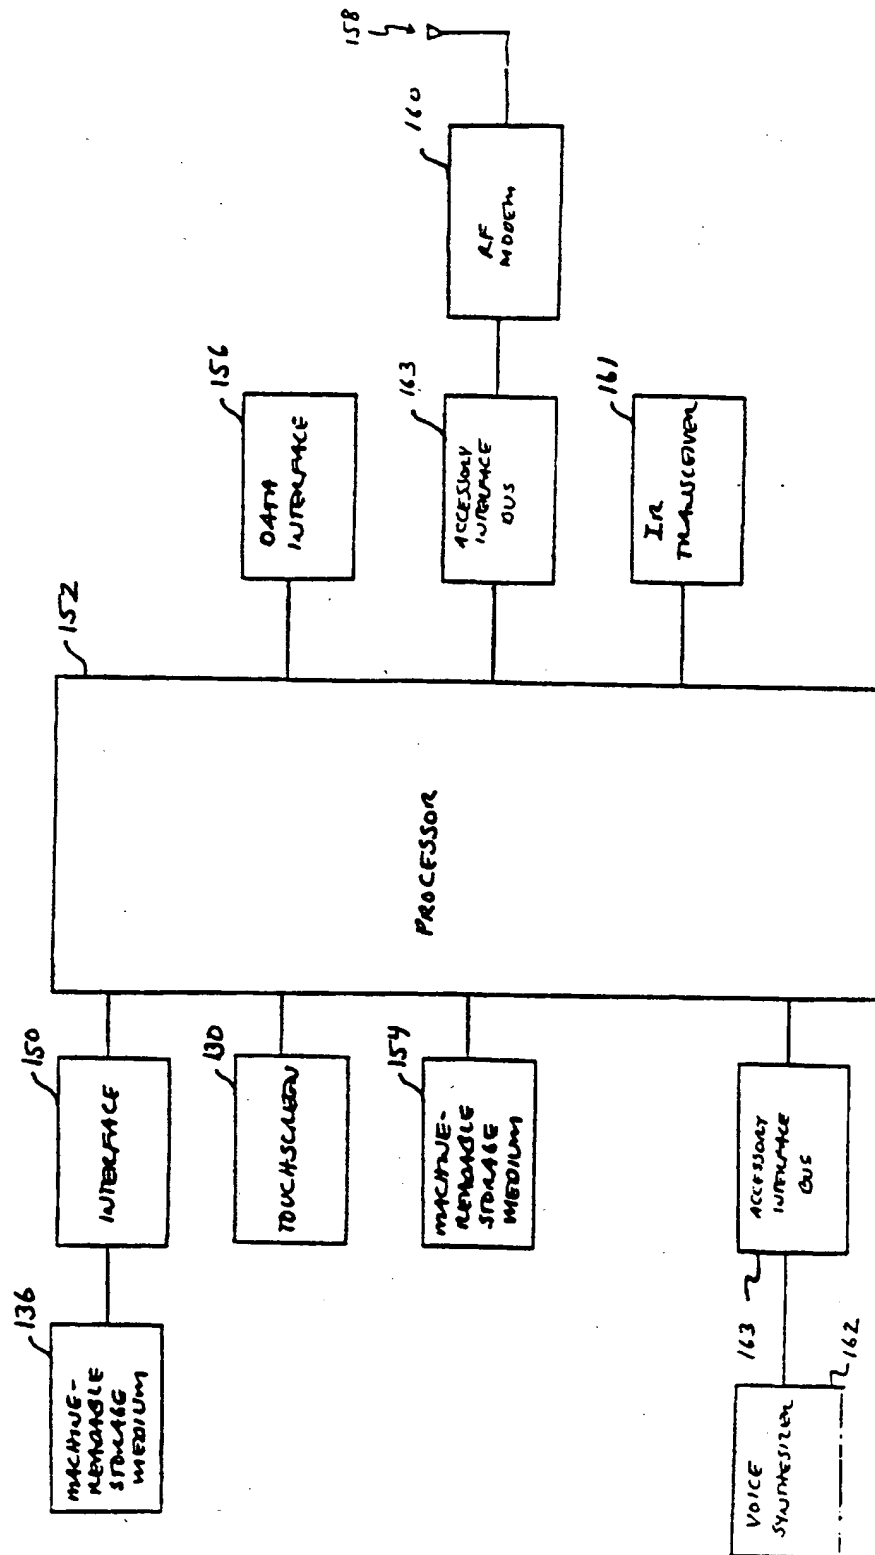 136
MACHINE-
READABLE
STORAGE
MEDIUM
150
INTERFACE
130
TOUCHSCREEN
154
MACHINE-
READABLE
STORAGE
MEDIUM
163
ACCESSORY
INTERFACE
BUS
162
VOICE
SYNTHESIZER
152
PROCESSOR
156
DATA
INTERFACE
163
ACCESSORY
INTERFACE
BUS
160
RF
MODEM
158
161
IR
TRANSCEIVER